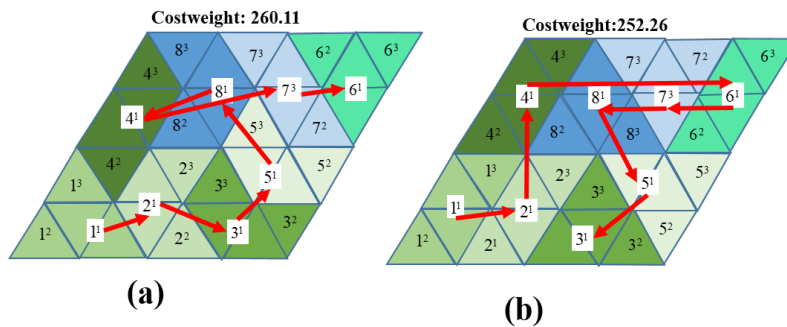 Costweight: 260.11
4³ 8³ 7³ 6² 6³
4¹ 8¹ 7³ 6¹
8² 5³ 7²
4²
1³ 2³ 3³ 5¹ 5²
2¹
1² 1¹ 2² 3¹ 3²
(a)
Costweight:252.26
4³ 7³ 7² 6³
4¹ 8¹ 7³ 6¹
4² 8² 8³ 6²
1³ 2³ 3³ 5¹ 5³
1¹ 2¹
1² 2¹ 3¹ 3² 5²
(b)